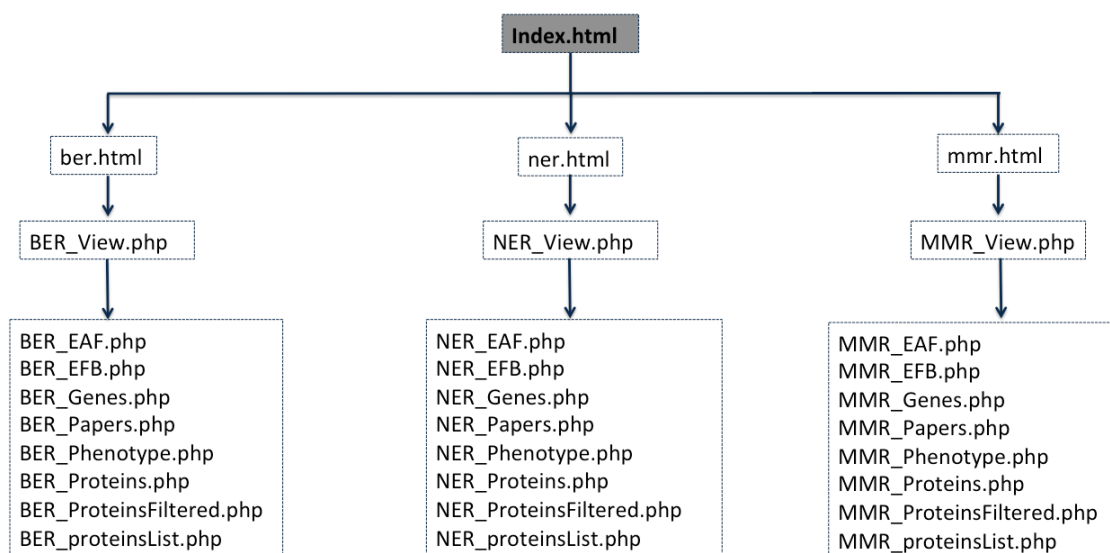 Index.html
ber.html
ner.html
mmr.html
BER_View.php
NER_View.php
MMR_View.php
BER_EAF.php
BER_EFB.php
BER_Genes.php
BER_Papers.php
BER_Phenotype.php
BER_Proteins.php
BER_ProteinsFiltered.php
BER_proteinsList.php
NER_EAF.php
NER_EFB.php
NER_Genes.php
NER_Papers.php
NER_Phenotype.php
NER_Proteins.php
NER_ProteinsFiltered.php
NER_proteinsList.php
MMR_EAF.php
MMR_EFB.php
MMR_Genes.php
MMR_Papers.php
MMR_Phenotype.php
MMR_Proteins.php
MMR_ProteinsFiltered.php
MMR_proteinsList.php